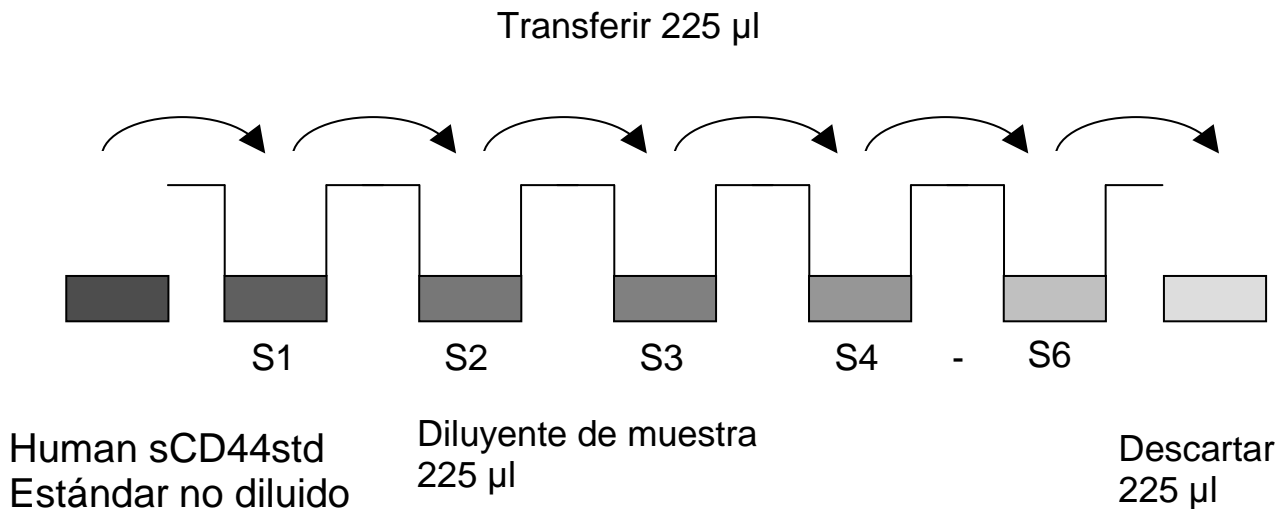 Transferir 225 µl
S1 S2 S3 S4 - S6
Human sCD44std
Estándar no diluido
Diluyente de muestra
225 µl
Descartar
225 µl